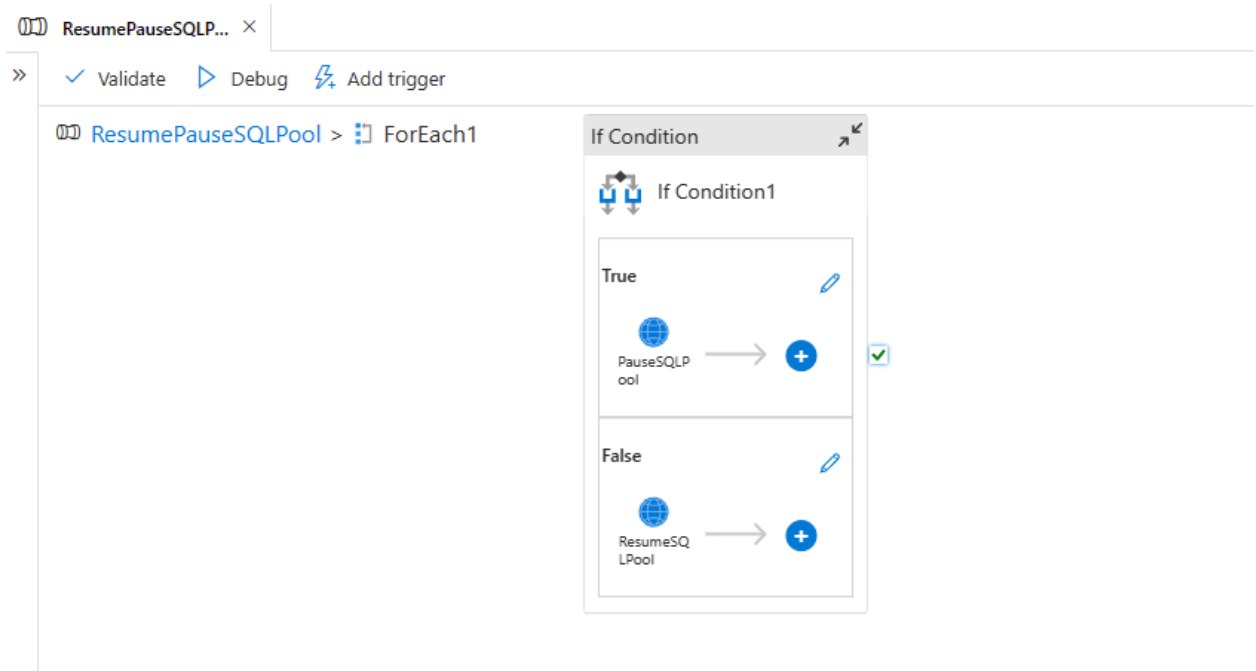 ResumePauseSQLP...
Validate Debug Add trigger
ResumePauseSQLPool > ForEach1
If Condition
If Condition1
True
PauseSQLP
ool
False
ResumeSQ
LPool